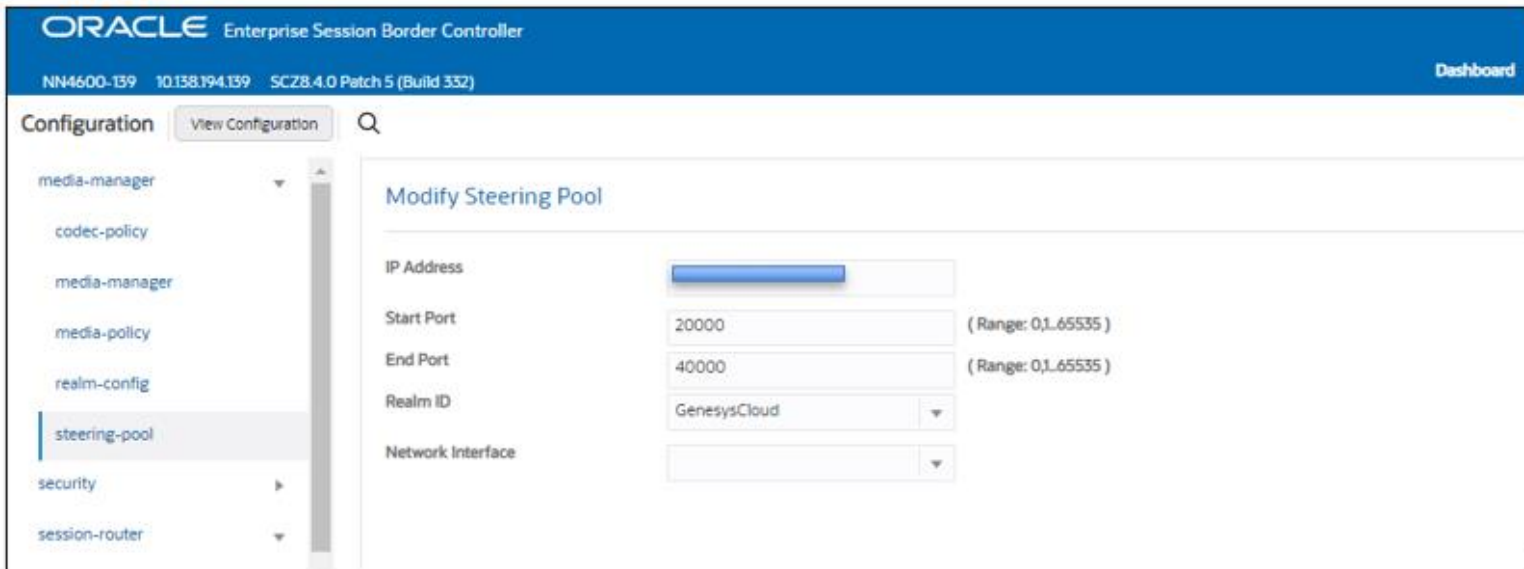 ORACLE Enterprise Session Border Controller
NN4600-139 10.138.194.139 SCZ8.4.0 Patch 5 (Build 332)
Dashboard
Configuration View Configuration
media-manager
codec-policy
media-manager
media-policy
realm-config
steering-pool
security
session-router
Modify Steering Pool
IP Address
Start Port 20000 ( Range: 0,1..65535 )
End Port 40000 ( Range: 0,1..65535 )
Realm ID GenesysCloud
Network Interface